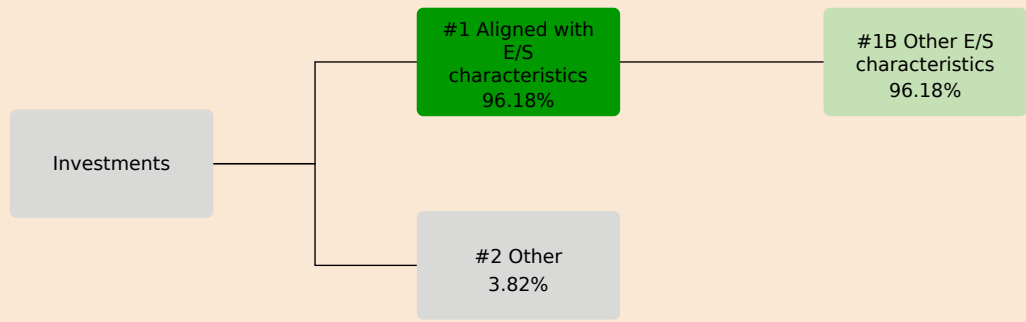 #1 Aligned with
E/S
characteristics
96.18%
#1B Other E/S
characteristics
96.18%
Investments
#2 Other
3.82%